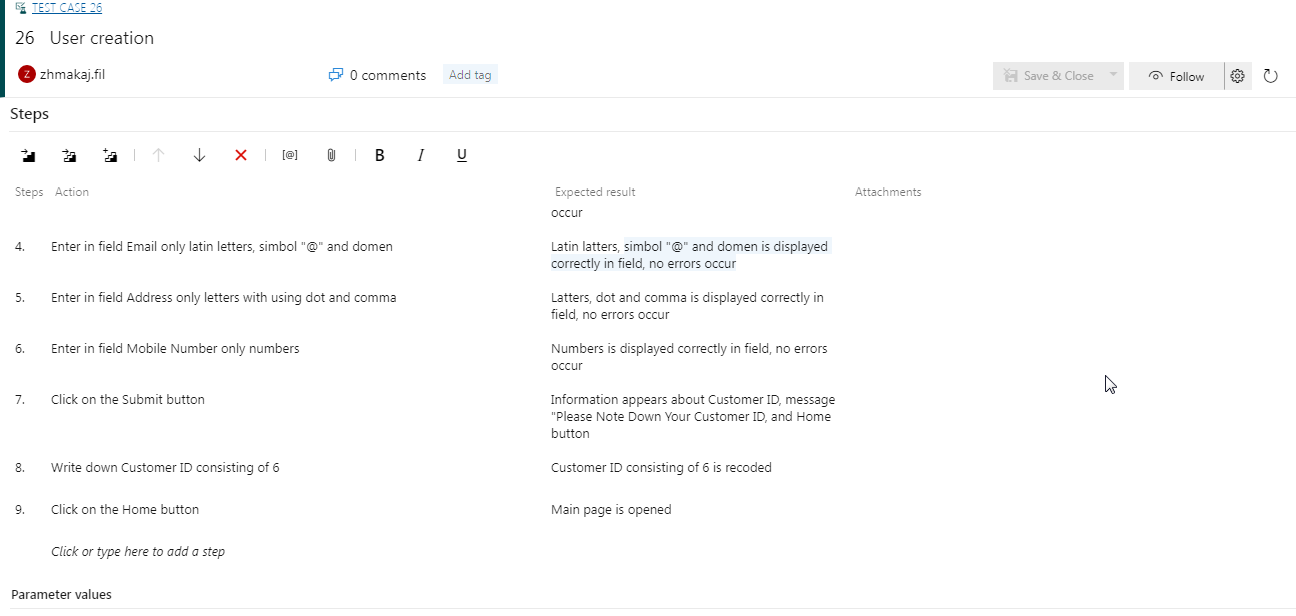 TEST CASE 26
26 User creation
Z zhmakaj.fil 0 comments Add tag Save & Close Follow
Steps
[@] B I U
Steps Action Expected result Attachments
occur
4. Enter in field Email only latin letters, simbol "@" and domen Latin latters, simbol "@" and domen is displayed
correctly in field, no errors occur
5. Enter in field Address only letters with using dot and comma Latters, dot and comma is displayed correctly in
field, no errors occur
6. Enter in field Mobile Number only numbers Numbers is displayed correctly in field, no errors
occur
7. Click on the Submit button Information appears about Customer ID, message
"Please Note Down Your Customer ID, and Home
button
8. Write down Customer ID consisting of 6 Customer ID consisting of 6 is recoded
9. Click on the Home button Main page is opened
Click or type here to add a step
Parameter values